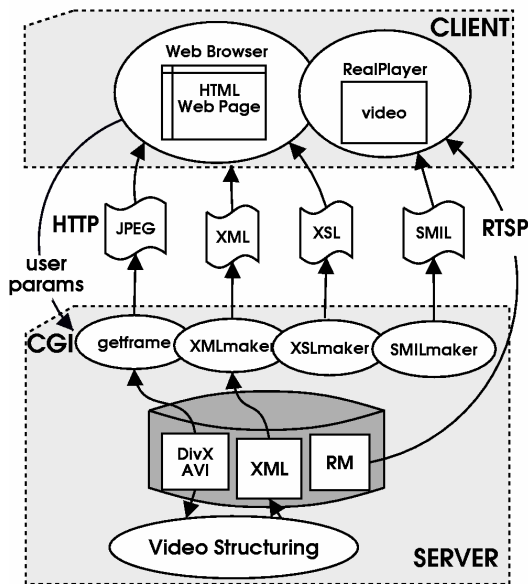 CLIENT
Web Browser
HTML
Web Page
RealPlayer
video
HTTP
JPEG
XML
XSL
SMIL
RTSP
user
params
CGI
getframe
XMLmaker
XSLmaker
SMILmaker
DivX
AVI
XML
RM
Video Structuring
SERVER